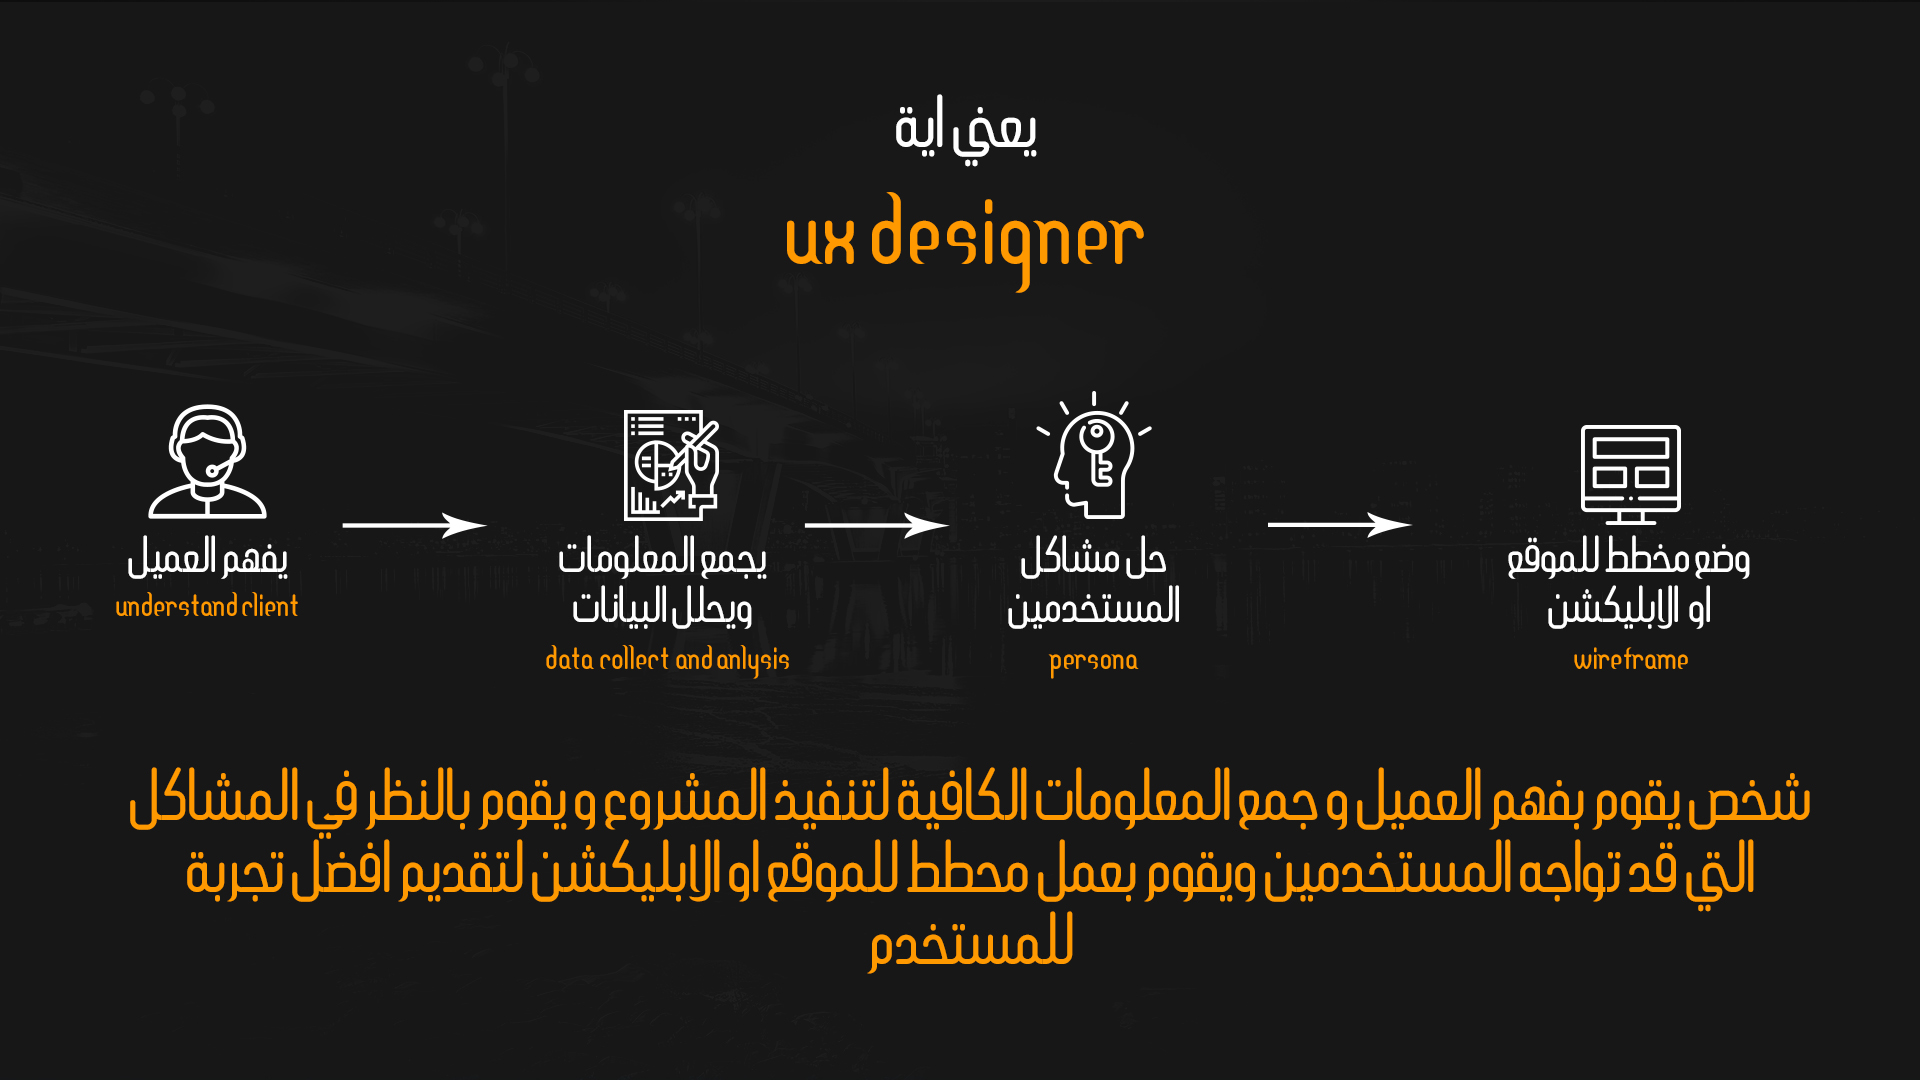 يعني اية
ux designer
يفهم العميل
understand client
يجمع المعلومات
ويحلل البيانات
data collect and anlysis
حل مشاكل
المستخدمين
persona
وضع مخطط للموقع
او الابليكشن
wireframe
شخص يقوم بفهم العميل و جمع المعلومات الكافية لتنفيذ المشروع و يقوم بالنظر في المشاكل
التي قد تواجه المستخدمين ويقوم بعمل محطط للموقع او الابليكشن لتقديم افضل تجربة
للمستخدم